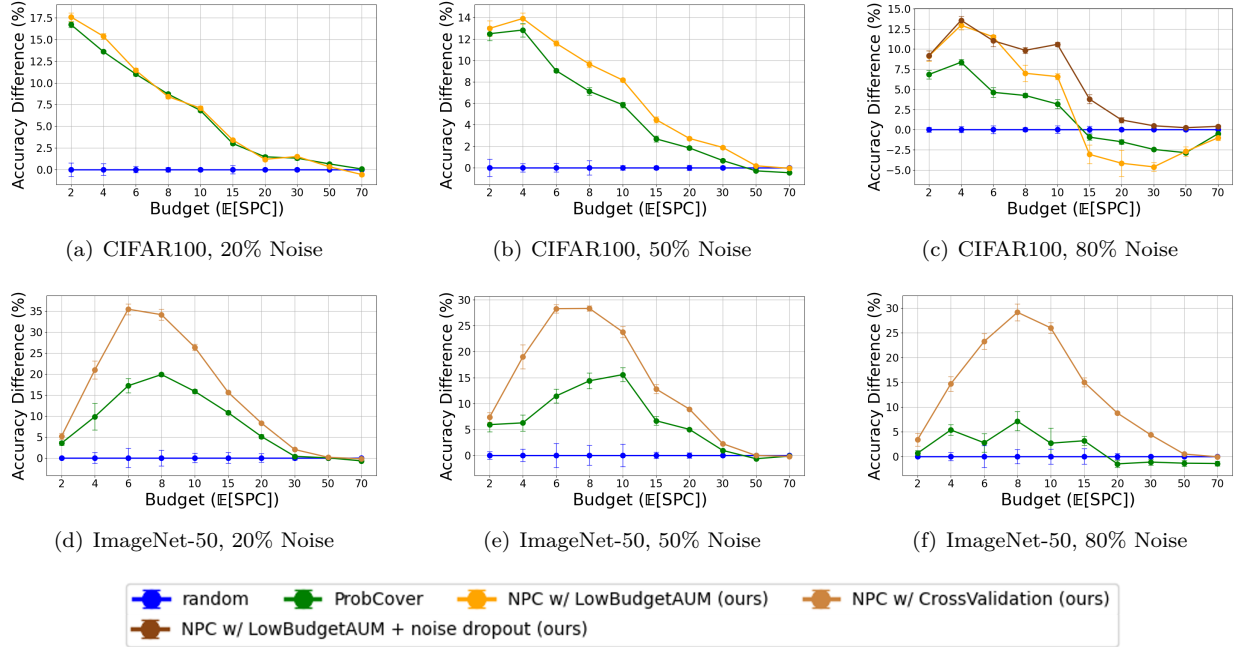 Accuracy Difference (%)
17.5
15.0
12.5
10.0
7.5
5.0
2.5
0.0
2 4 6 8 10 15 20 30 50 70
Budget (𝔼[SPC])
(a) CIFAR100, 20% Noise
Accuracy Difference (%)
14
12
10
8
6
4
2
0
2 4 6 8 10 15 20 30 50 70
Budget (𝔼[SPC])
(b) CIFAR100, 50% Noise
Accuracy Difference (%)
15.0
12.5
10.0
7.5
5.0
2.5
0.0
−2.5
−5.0
2 4 6 8 10 15 20 30 50 70
Budget (𝔼[SPC])
(c) CIFAR100, 80% Noise
Accuracy Difference (%)
35
30
25
20
15
10
5
0
2 4 6 8 10 15 20 30 50 70
Budget (𝔼[SPC])
(d) ImageNet-50, 20% Noise
Accuracy Difference (%)
30
25
20
15
10
5
0
2 4 6 8 10 15 20 30 50 70
Budget (𝔼[SPC])
(e) ImageNet-50, 50% Noise
Accuracy Difference (%)
30
25
20
15
10
5
0
2 4 6 8 10 15 20 30 50 70
Budget (𝔼[SPC])
(f) ImageNet-50, 80% Noise
random ProbCover NPC w/ LowBudgetAUM (ours) NPC w/ CrossValidation (ours)
NPC w/ LowBudgetAUM + noise dropout (ours)